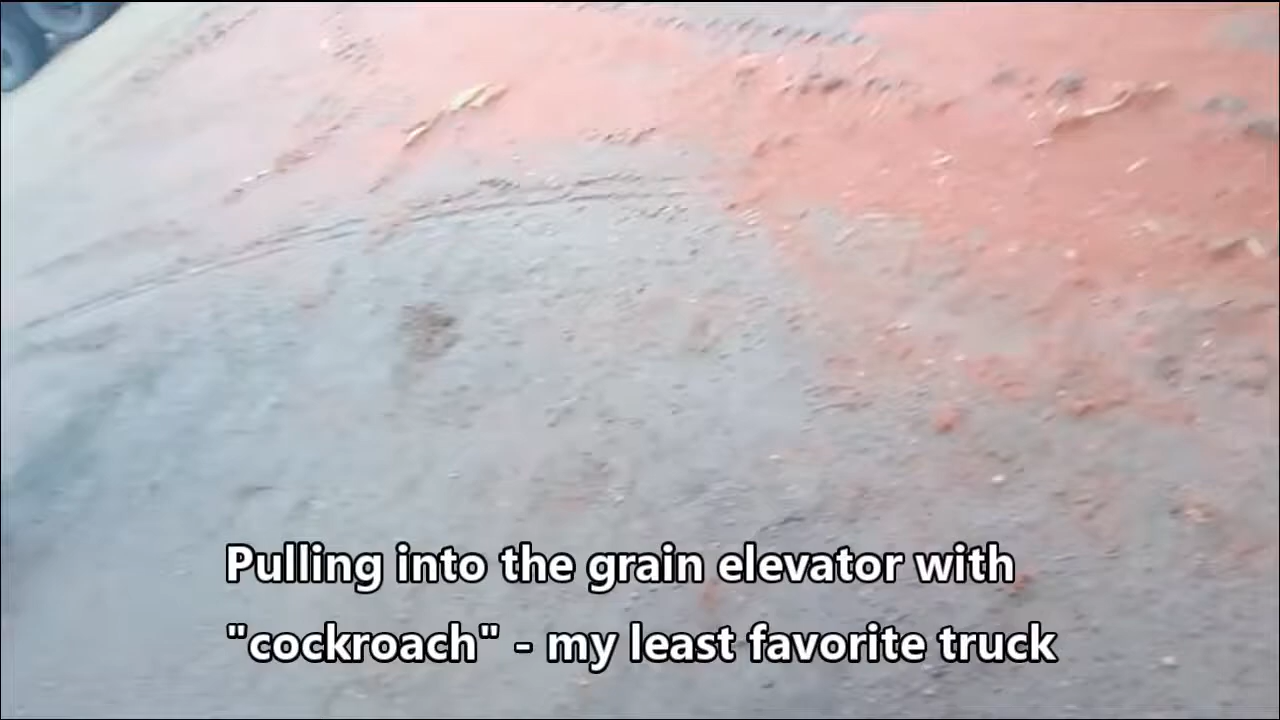 Pulling into the grain elevator with
"cockroach" - my least favorite truck